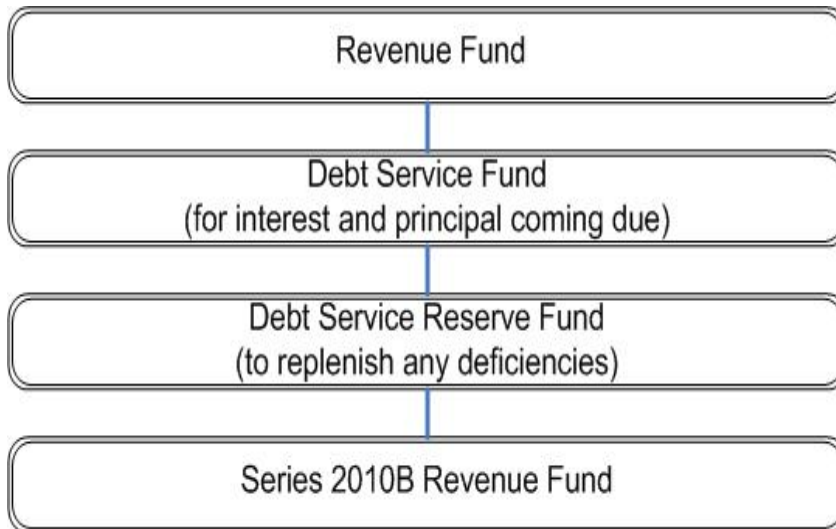 Revenue Fund
Debt Service Fund
(for interest and principal coming due)
Debt Service Reserve Fund
(to replenish any deficiencies)
Series 2010B Revenue Fund